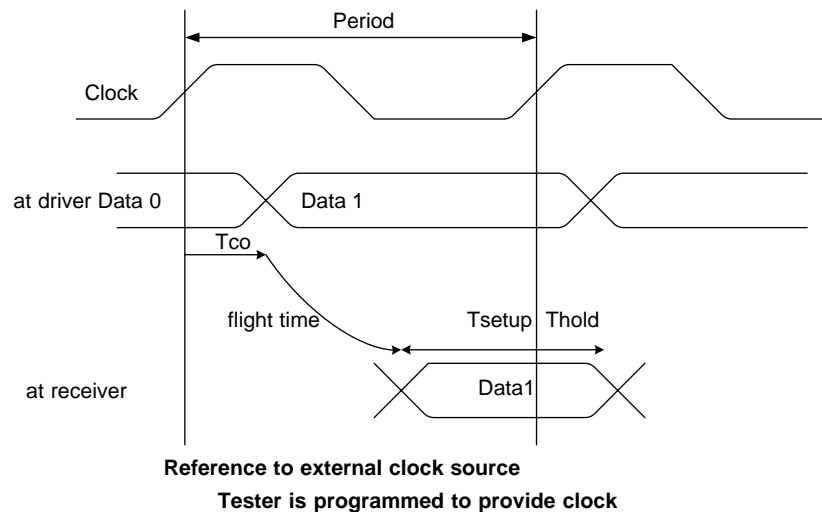 Period
Clock
at driver Data 0 Data 1
Tco
flight time Tsetup Thold
at receiver Data1
Reference to external clock source
Tester is programmed to provide clock